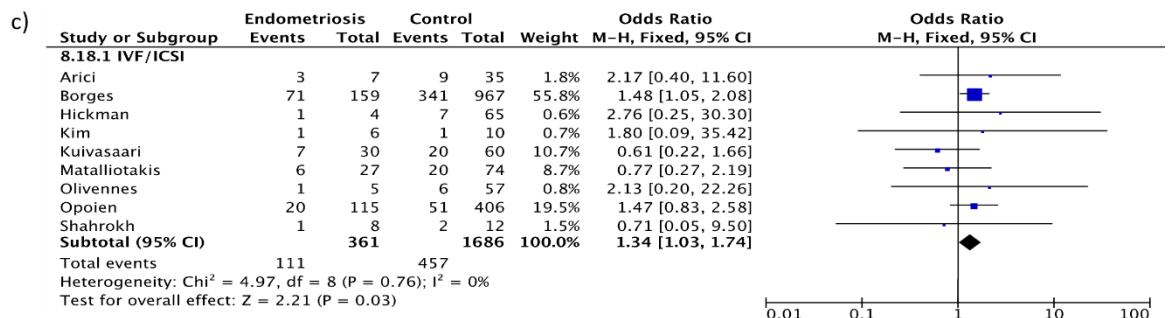 c)
Endometriosis Control Odds Ratio Odds Ratio
Study or Subgroup Events Total Events Total Weight M-H, Fixed, 95% CI M-H, Fixed, 95% CI
8.18.1 IVF/ICSI
Arici 3 7 9 35 1.8% 2.17 [0.40, 11.60]
Borges 71 159 341 967 55.8% 1.48 [1.05, 2.08]
Hickman 1 4 7 65 0.6% 2.76 [0.25, 30.30]
Kim 1 6 1 10 0.7% 1.80 [0.09, 35.42]
Kuivasaari 7 30 20 60 10.7% 0.61 [0.22, 1.66]
Matalliotakis 6 27 20 74 8.7% 0.77 [0.27, 2.19]
Olivennes 1 5 6 57 0.8% 2.13 [0.20, 22.26]
Opoien 20 115 51 406 19.5% 1.47 [0.83, 2.58]
Shahrokh 1 8 2 12 1.5% 0.71 [0.05, 9.50]
Subtotal (95% CI) 361 1686 100.0% 1.34 [1.03, 1.74]
Total events 111 457
Heterogeneity: Chi² = 4.97, df = 8 (P = 0.76); I² = 0%
Test for overall effect: Z = 2.21 (P = 0.03)
0.01 0.1 1 10 100